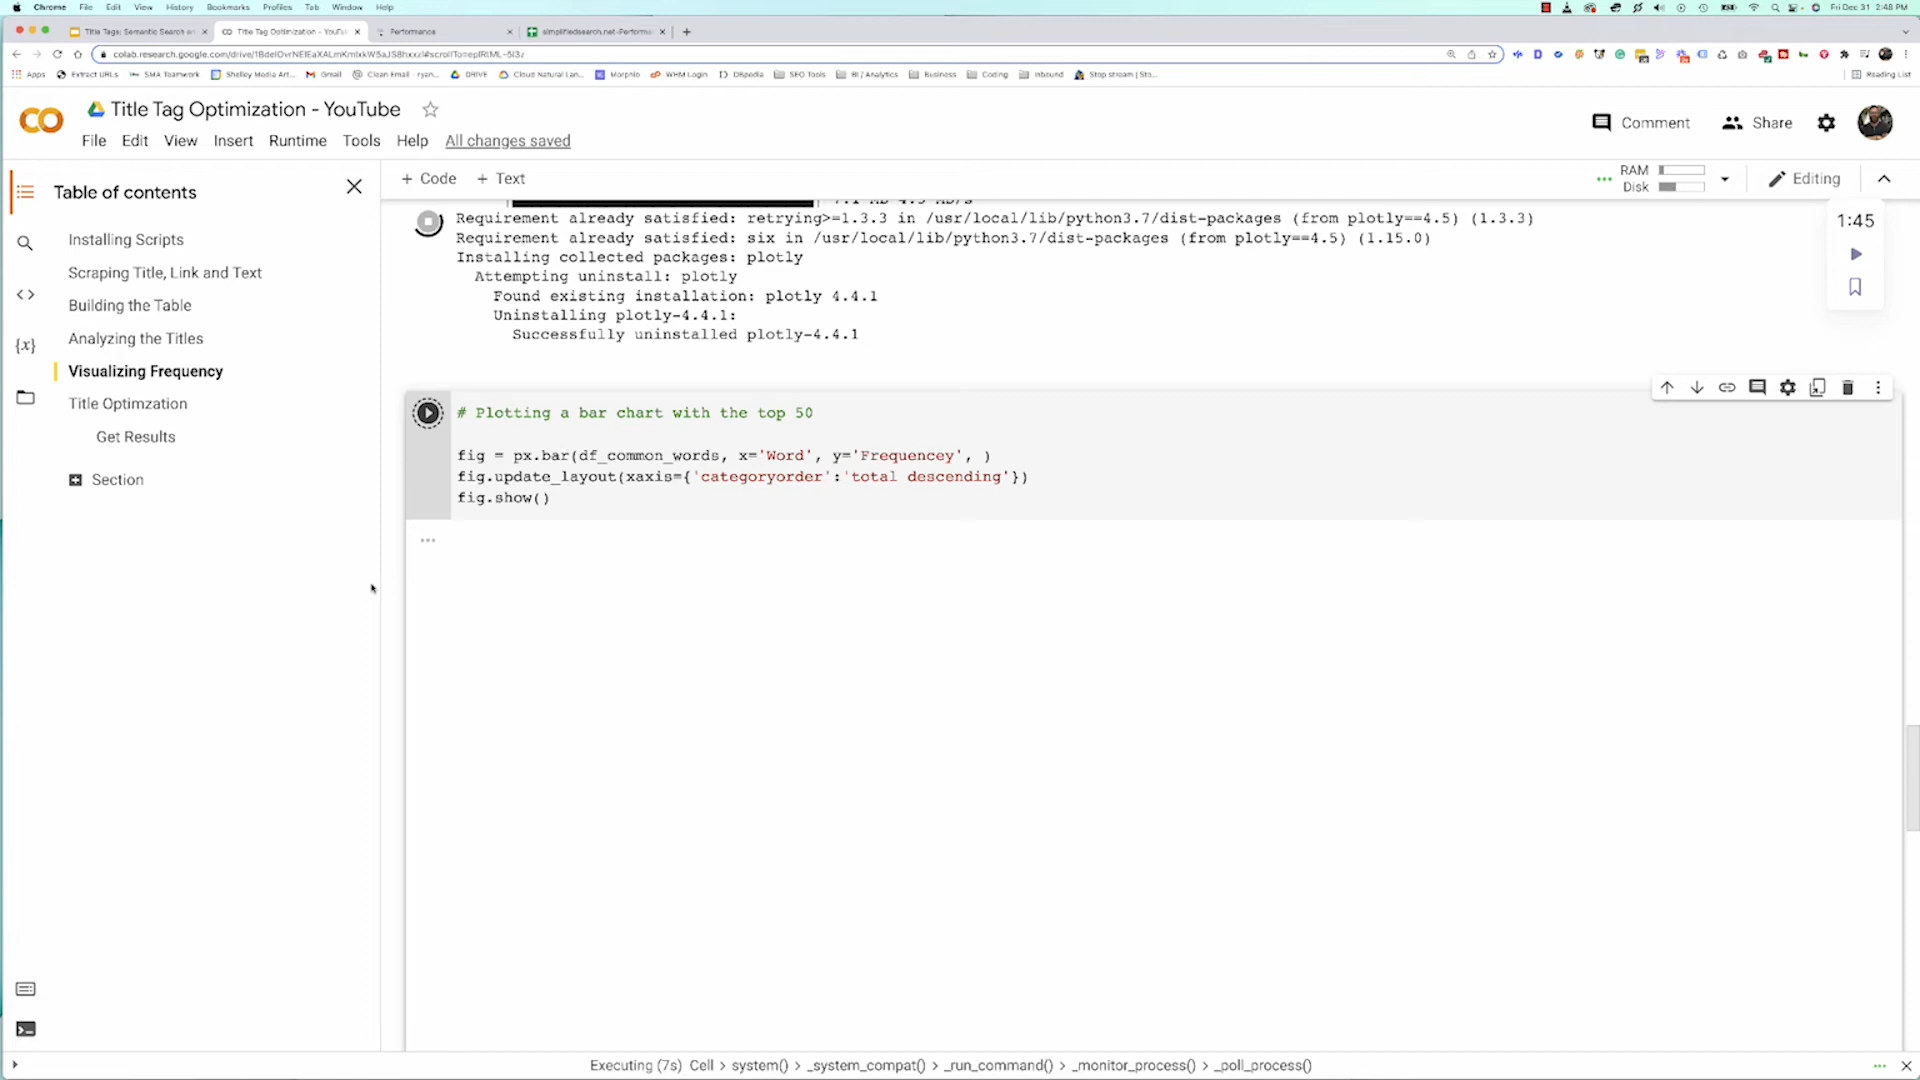 Chrome File Edit View History Bookmarks Profiles Tab Window Help Fri Dec 31 2:48 PM
Title Tags: Semantic Search an Title Tag Optimization - YouTu Performance simplifiedsearch.net-Performa
Apps Extract URLs SMA Teamwork Shelley Media Art... Gmail Clean Email - ryan... DRIVE Cloud Natural Lan... Morphio WHM Login DBpedia SEO Tools BI / Analytics Business Coding Inbound Stop stream | Sta... Reading List
Title Tag Optimization - YouTube
File Edit View Insert Runtime Tools Help All changes saved
Comment Share
Table of contents
Installing Scripts
Scraping Title, Link and Text
Building the Table
Analyzing the Titles
Visualizing Frequency
Title Optimzation
Get Results
Section
+ Code + Text
RAM
Disk
Editing
Requirement already satisfied: retrying>=1.3.3 in /usr/local/lib/python3.7/dist-packages (from plotly==4.5) (1.3.3)
Requirement already satisfied: six in /usr/local/lib/python3.7/dist-packages (from plotly==4.5) (1.15.0)
Installing collected packages: plotly
Attempting uninstall: plotly
Found existing installation: plotly 4.4.1
Uninstalling plotly-4.4.1:
Successfully uninstalled plotly-4.4.1
1:45
# Plotting a bar chart with the top 50
fig = px.bar(df_common_words, x='Word', y='Frequencey', )
fig.update_layout(xaxis={'categoryorder':'total descending'})
fig.show()
Executing (7s) Cell > system() > _system_compat() > _run_command() > _monitor_process() > _poll_process()